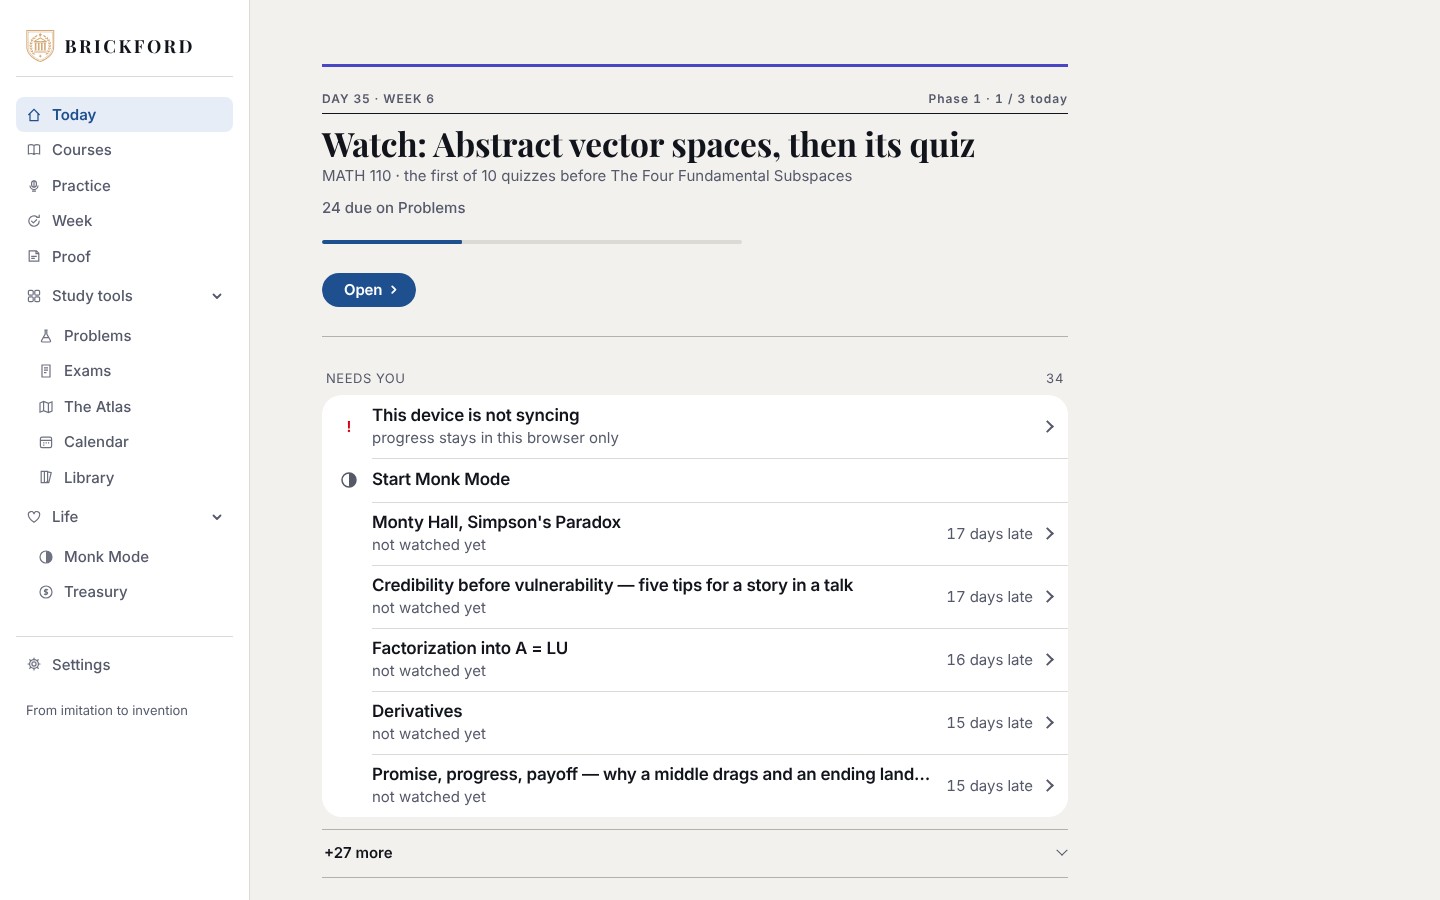 BRICKFORD
Today
Courses
Practice
Week
Proof
Study tools
Problems
Exams
The Atlas
Calendar
Library
Life
Monk Mode
Treasury
Settings
From imitation to invention
DAY 35 · WEEK 6
Phase 1 · 1 / 3 today
Watch: Abstract vector spaces, then its quiz
MATH 110 · the first of 10 quizzes before The Four Fundamental Subspaces
24 due on Problems
Open
NEEDS YOU
34
! This device is not syncing
progress stays in this browser only
Start Monk Mode
Monty Hall, Simpson's Paradox
not watched yet
17 days late
Credibility before vulnerability — five tips for a story in a talk
not watched yet
17 days late
Factorization into A = LU
not watched yet
16 days late
Derivatives
not watched yet
15 days late
Promise, progress, payoff — why a middle drags and an ending land…
not watched yet
15 days late
+27 more